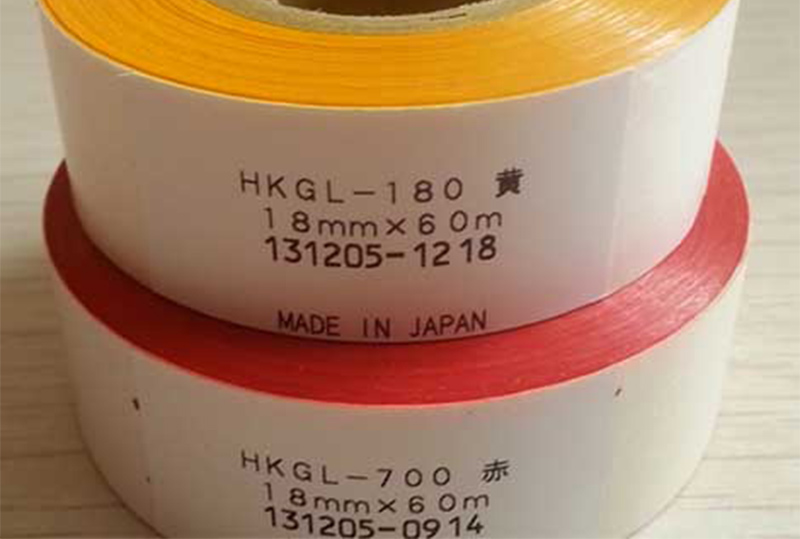 HKGL-180 黄
18mm×60m
131205-1218
MADE IN JAPAN
HKGL-700 赤
18mm×60m
131205-0914